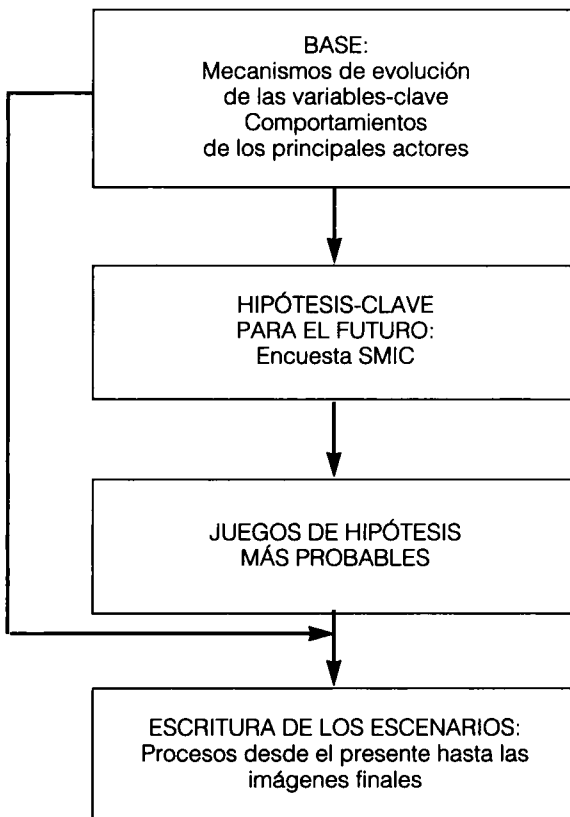 BASE:
Mecanismos de evolución
de las variables-clave
Comportamientos
de los principales actores
HIPÓTESIS-CLAVE
PARA EL FUTURO:
Encuesta SMIC
JUEGOS DE HIPÓTESIS
MÁS PROBABLES
ESCRITURA DE LOS ESCENARIOS:
Procesos desde el presente hasta las
imágenes finales